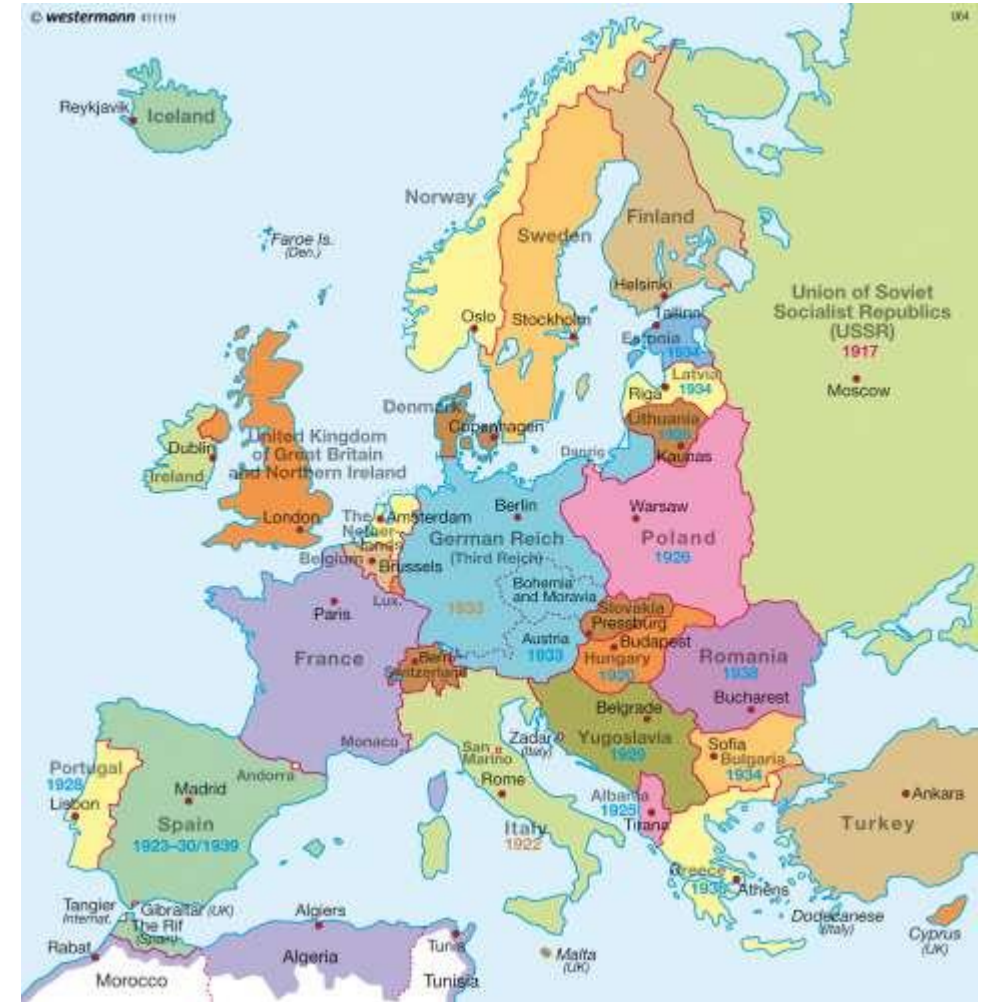 © westermann 411119
U64
Reykjavik
Iceland
Norway
Finland
Sweden
Faroe Is.
(Den.)
Helsinki
Union of Soviet
Socialist Republics
(USSR)
1917
Moscow
Oslo
Stockholm
Tallinn
Estonia
1934
Latvia
1934
Riga
Lithuania
Kaunas
Denmark
Copenhagen
Danzig
United Kingdom
of Great Britain
and Northern Ireland
Dublin
Ireland
London
The
Nether-
lands
Amsterdam
Belgium
Brussels
Lux.
Berlin
German Reich
(Third Reich)
1933
Bohemia
and Moravia
Austria
1933
Warsaw
Poland
1926
Slovakia
Pressburg
Budapest
Hungary
1920
Paris
France
Bern
Switzerland
Romania
1938
Bucharest
Belgrade
Yugoslavia
1929
Sofia
Bulgaria
1934
Zadar
(Italy)
San
Marino
Monaco
Rome
Italy
1922
Albania
1925
Tirana
Andorra
Portugal
1928
Lisbon
Madrid
Spain
1923–30/1939
Ankara
Turkey
Greece
Athens
Dodecanese
(Italy)
Cyprus
(UK)
Tangier
Internat.
Gibraltar (UK)
The Rif
(Spain)
Rabat
Morocco
Algiers
Algeria
Tunis
Tunisia
Malta
(UK)